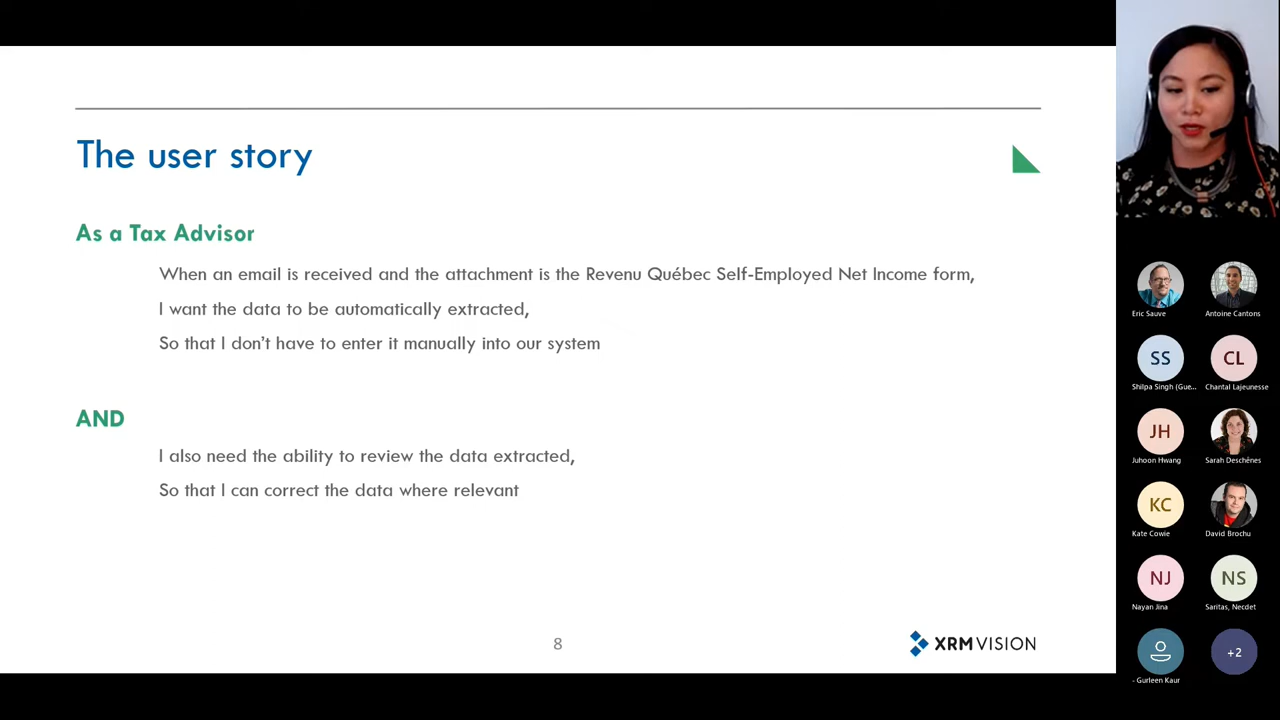 The user story
As a Tax Advisor
When an email is received and the attachment is the Revenu Québec Self-Employed Net Income form,
I want the data to be automatically extracted,
So that I don’t have to enter it manually into our system
AND
I also need the ability to review the data extracted,
So that I can correct the data where relevant
8
XRM VISION
Eric Sauve
Antoine Cantons
SS
CL
Shilpa Singh (Gue...
Chantal Lajeunesse
JH
Juhoon Hwang
Sarah Deschênes
KC
Kate Cowie
David Brochu
NJ
NS
Nayan Jina
Saritas, Necdet
+2
- Gurleen Kaur